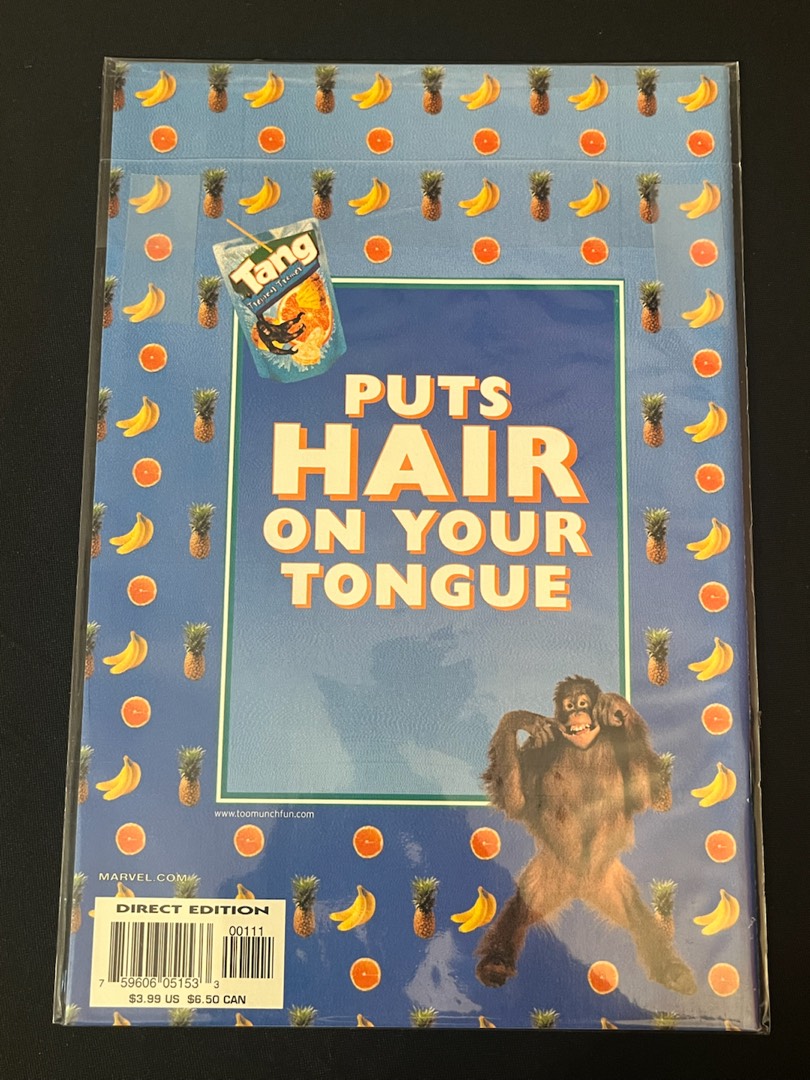 Tang
Tropical
PUTS
HAIR
ON YOUR
TONGUE
www.toomunchfun.com
MARVEL.COM
DIRECT EDITION
00111
7 59606 05153 3
$3.99 US $6.50 CAN